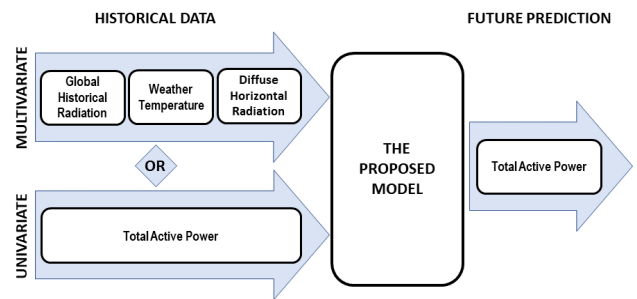 HISTORICAL DATA
FUTURE PREDICTION
MULTIVARIATE
Global
Historical
Radiation
Weather
Temperature
Diffuse
Horizontal
Radiation
OR
UNIVARIATE
Total Active Power
THE
PROPOSED
MODEL
Total Active Power